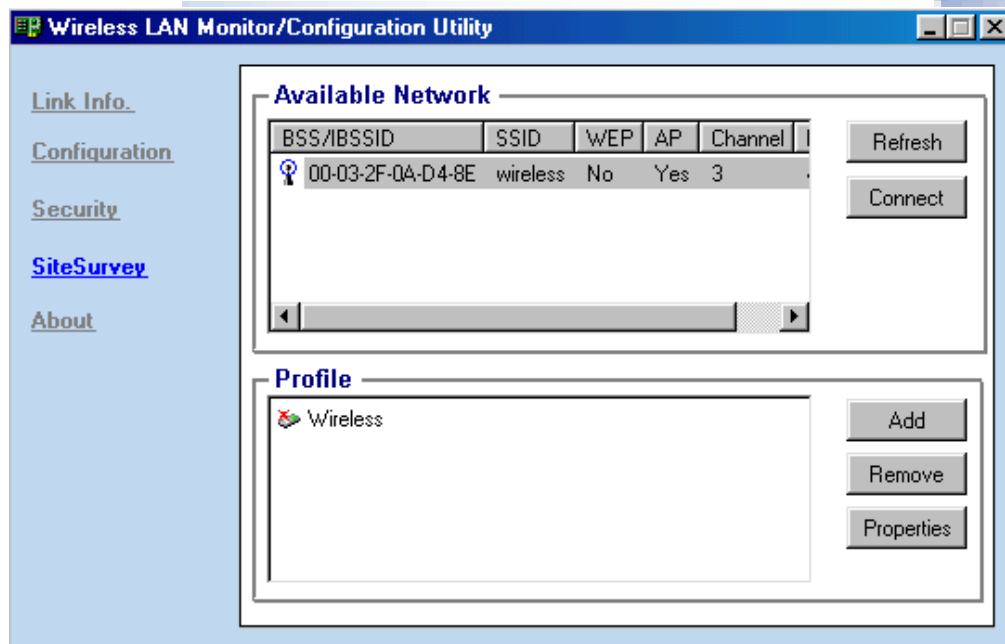 Wireless LAN Monitor/Configuration Utility
Link Info.
Configuration
Security
SiteSurvey
About
Available Network
BSS/IBSSID SSID WEP AP Channel
00-03-2F-0A-D4-8E wireless No Yes 3
Refresh
Connect
Profile
Wireless
Add
Remove
Properties